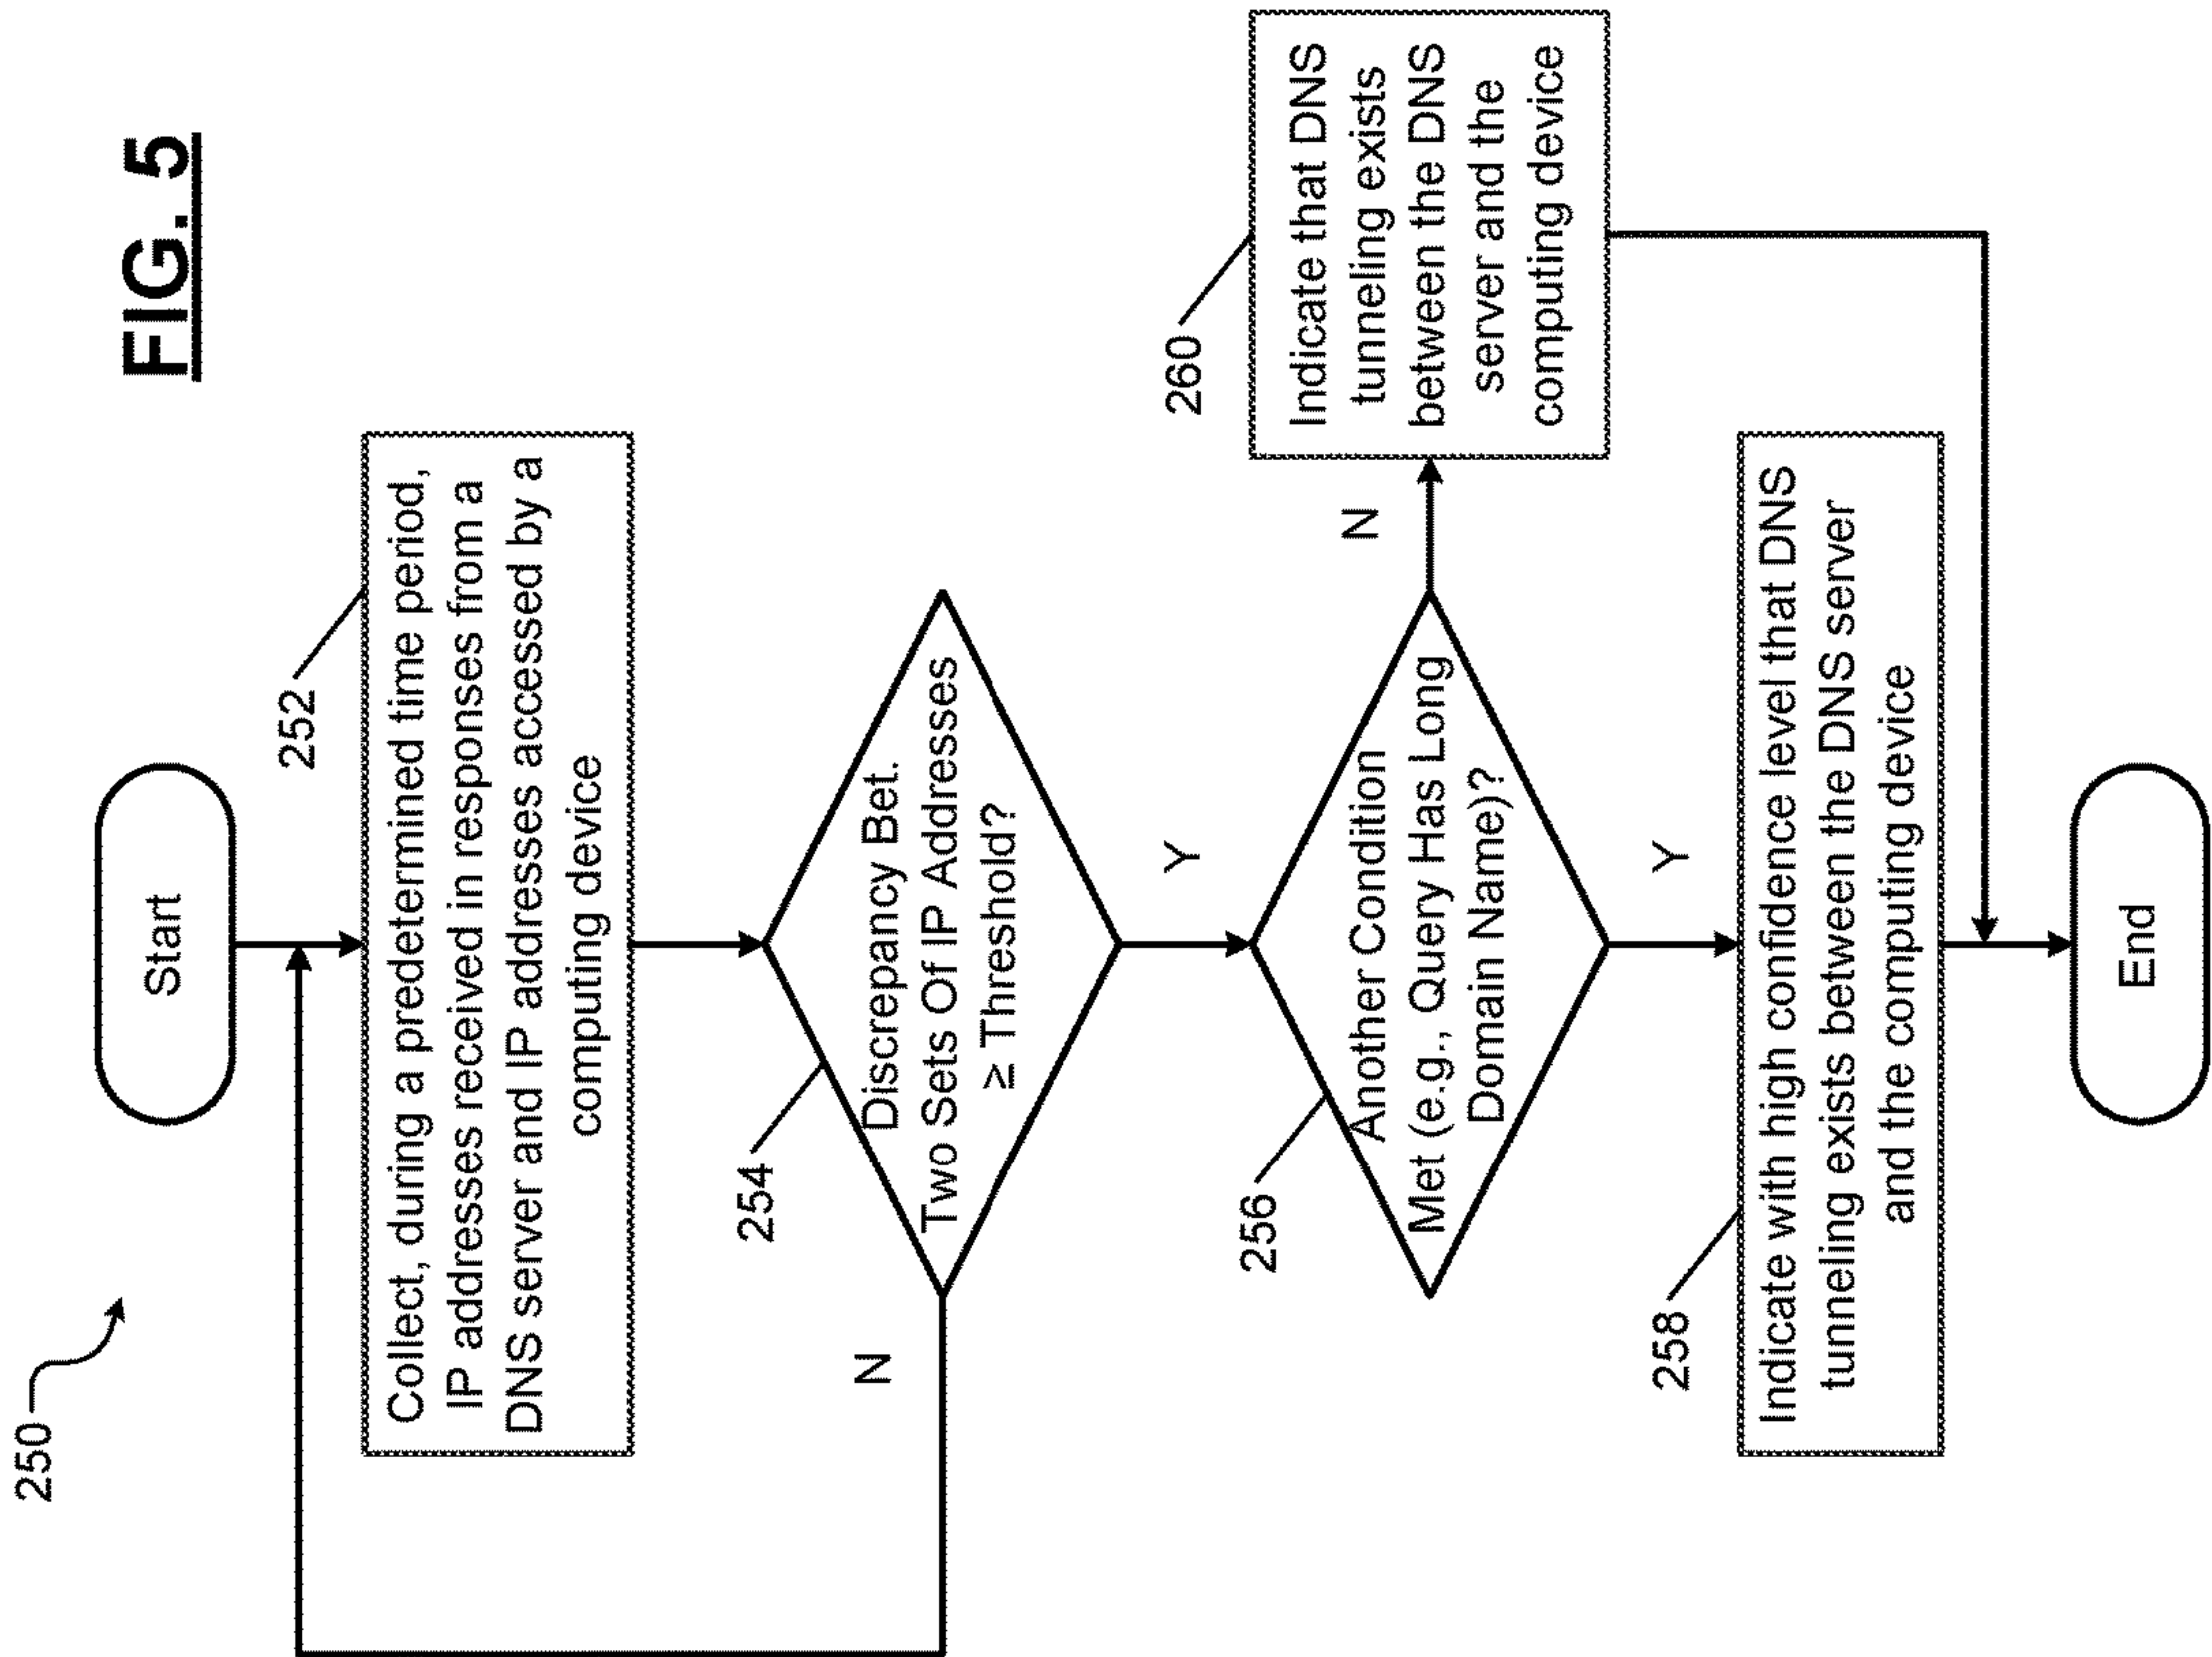 FIG. 5
250
Start
252
Collect, during a predetermined time period,
IP addresses received in responses from a
DNS server and IP addresses accessed by a
computing device
254
Discrepancy Bet.
Two Sets Of IP Addresses
≥ Threshold?
N
Y
256
Another Condition
Met (e.g., Query Has Long
Domain Name)?
N
260
Indicate that DNS
tunneling exists
between the DNS
server and the
computing device
Y
258
Indicate with high confidence level that DNS
tunneling exists between the DNS server
and the computing device
End